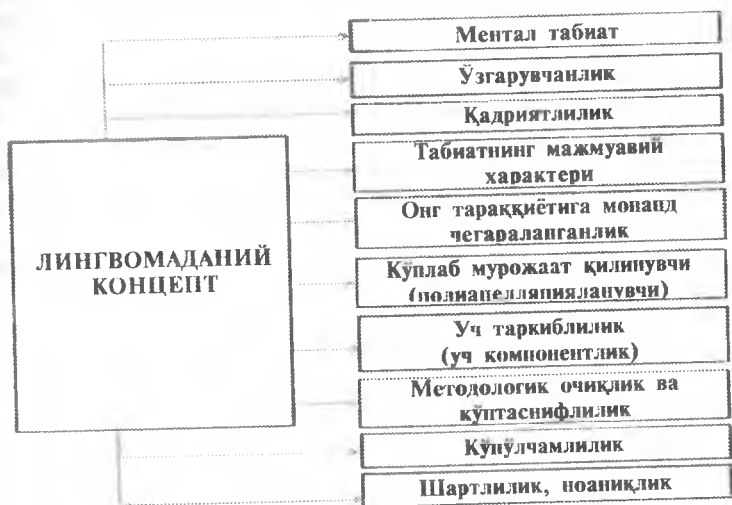 Ментал табиат
Ўзгарувчанлик
Қадриятлилик
Табиатнинг мажмуавий
характери
Онг тараққиётига монанд
чегараланганлик
ЛИНГВОМАДАНИЙ
КОНЦЕПТ
Кўплаб мурожаат қилинувчи
(полиапелляцияланувчи)
Уч таркиблилик
(уч компонентлик)
Методологик очиқлик ва
кўптаснифлилик
Кўпўлчамлилик
Шартлилик, ноаниқлик